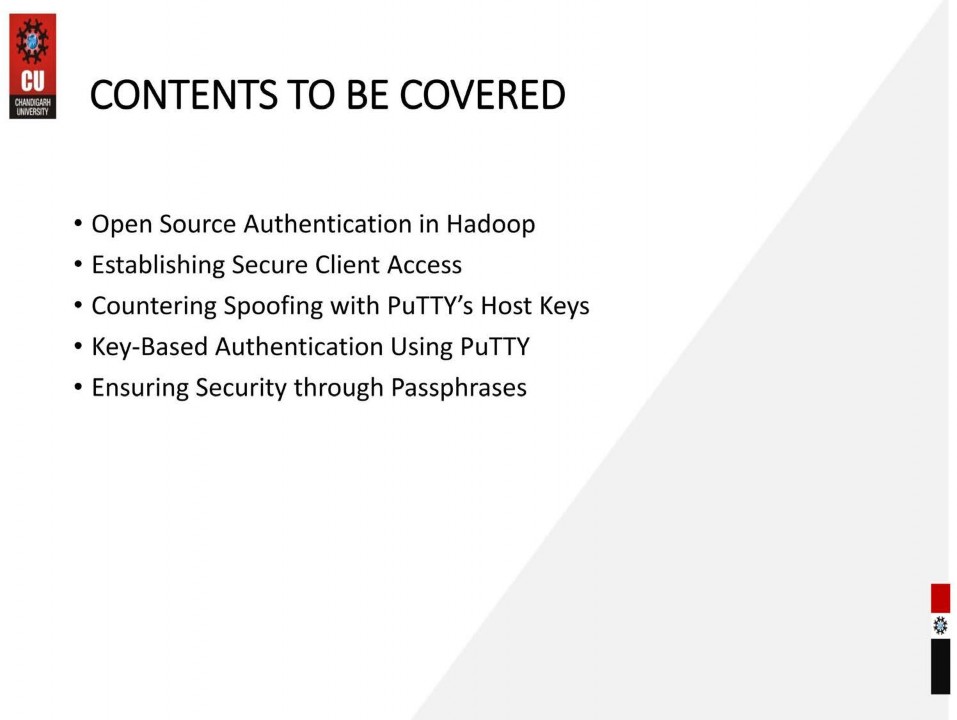 CU
CHANDIGARH
UNIVERSITY
CONTENTS TO BE COVERED
• Open Source Authentication in Hadoop
• Establishing Secure Client Access
• Countering Spoofing with PuTTY’s Host Keys
• Key-Based Authentication Using PuTTY
• Ensuring Security through Passphrases